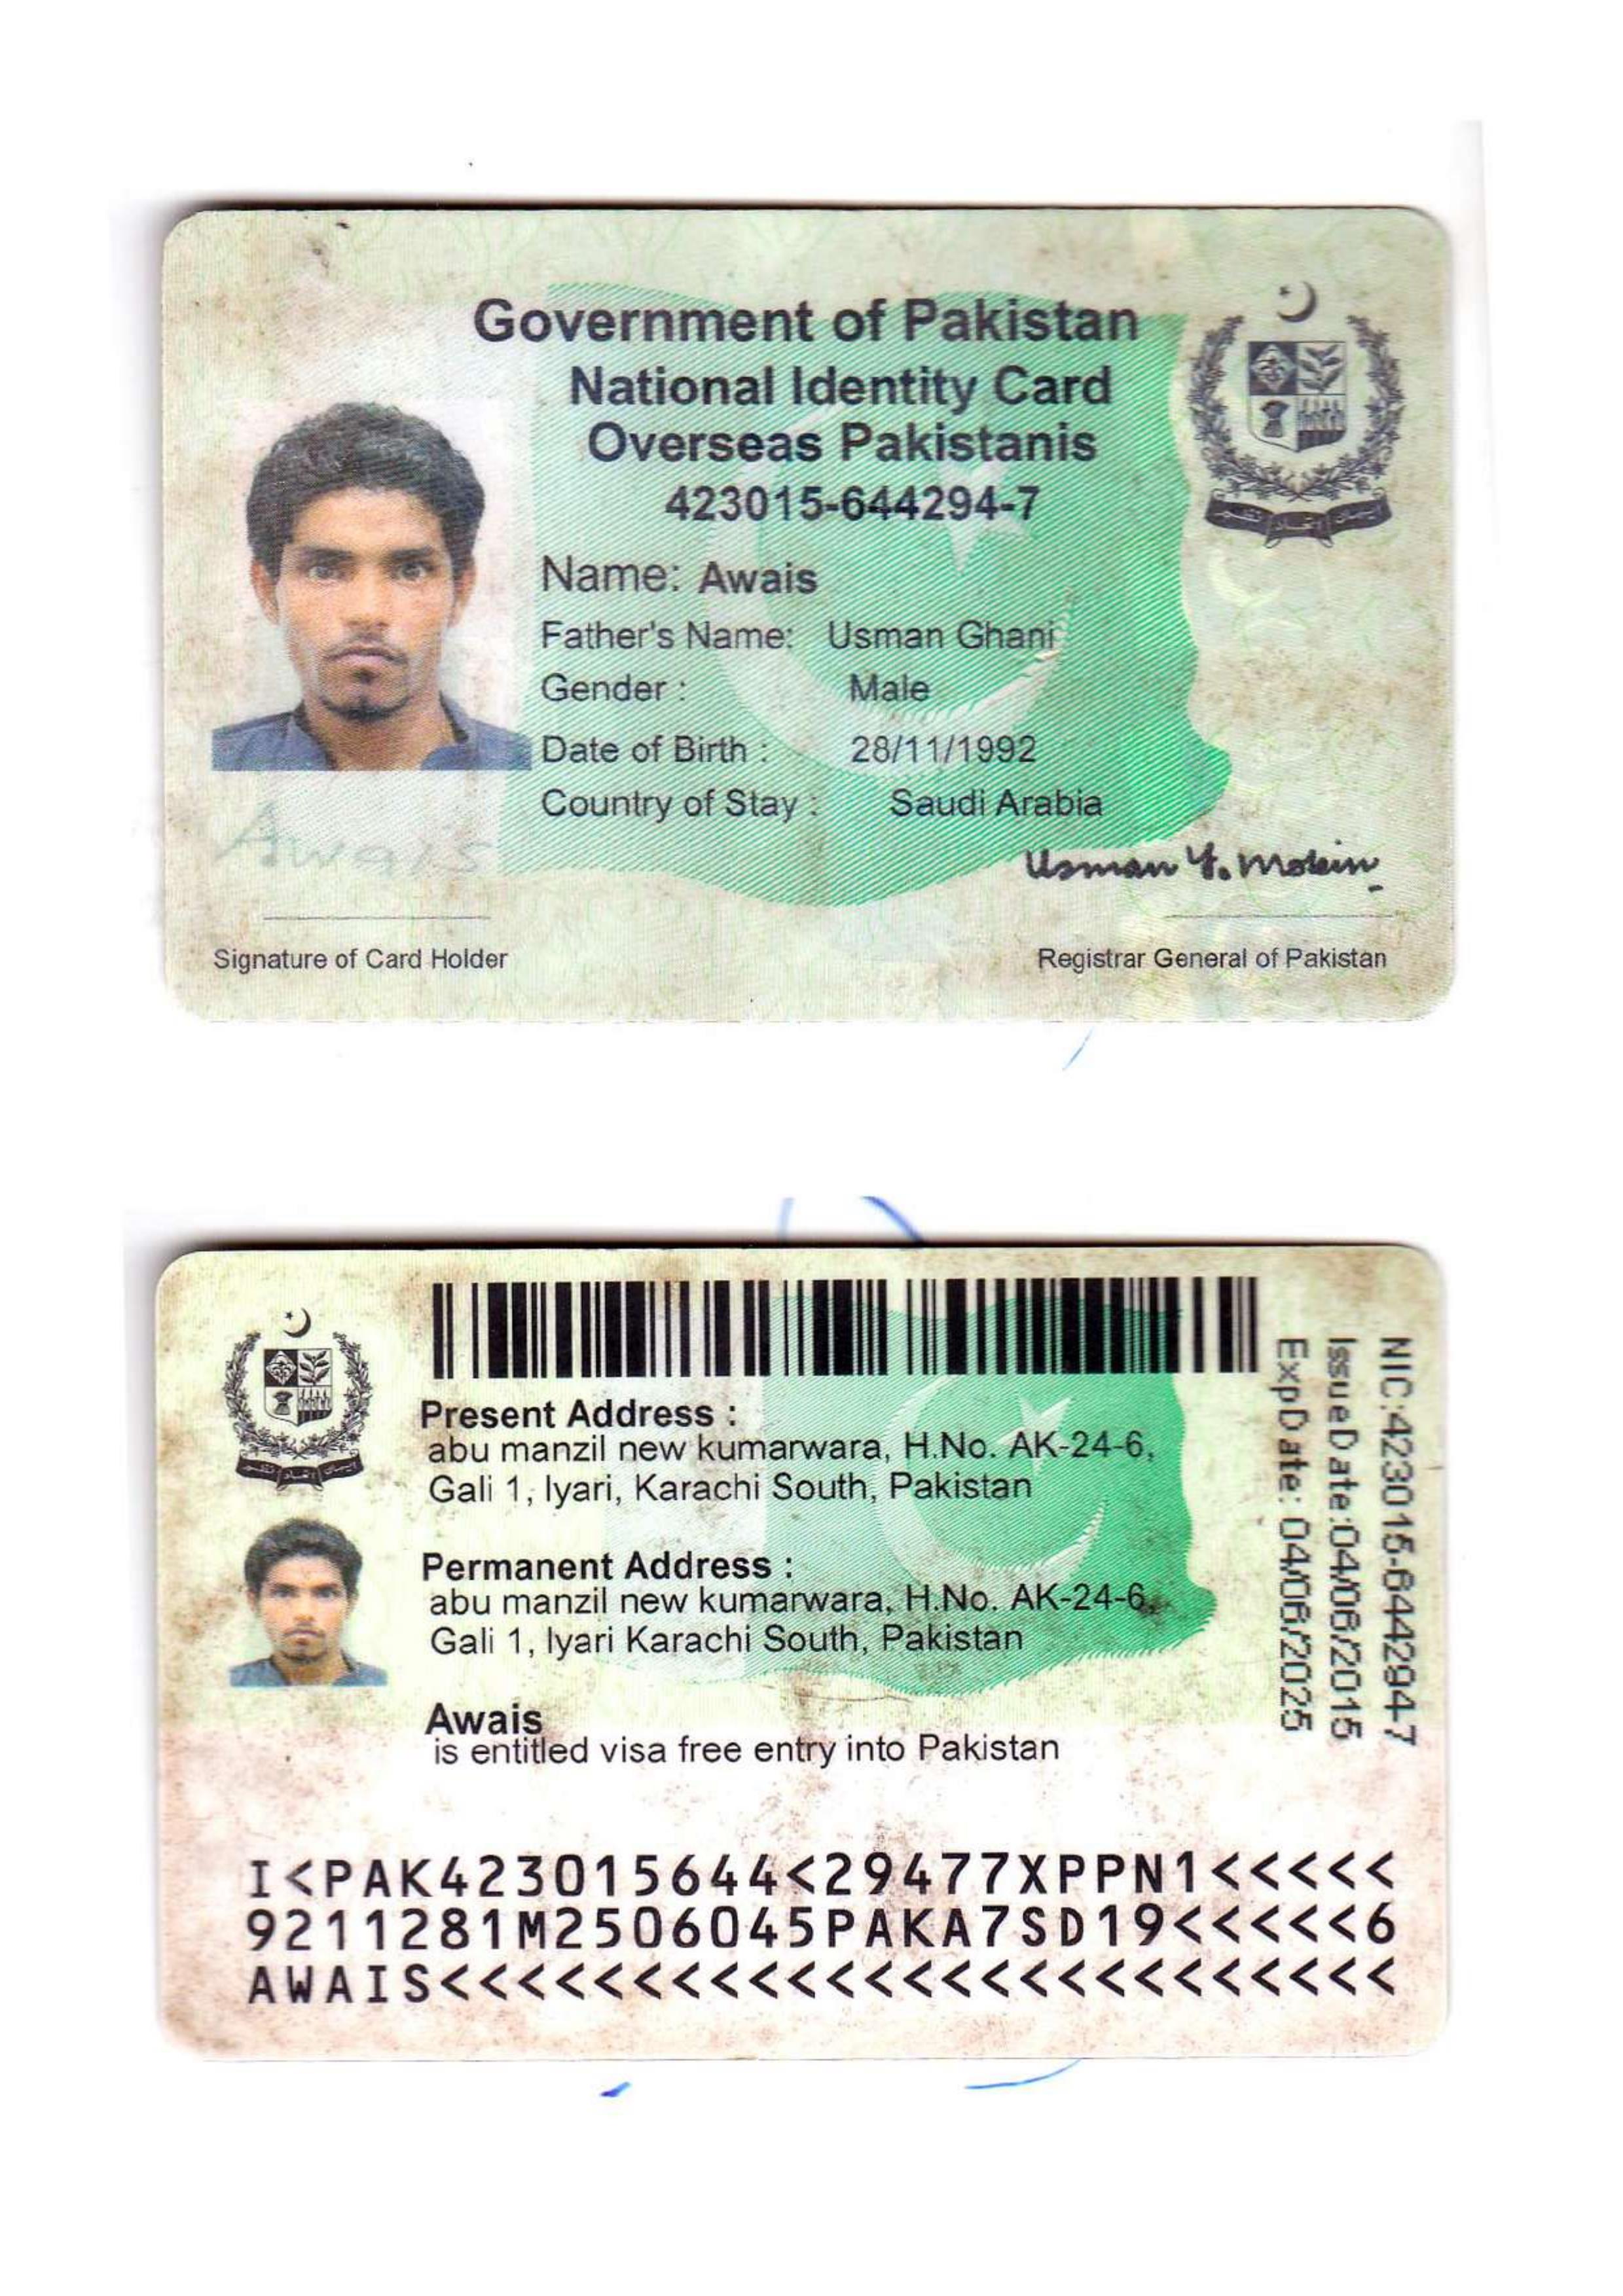 Government of Pakistan
National Identity Card
Overseas Pakistanis
423015-644294-7
Name: Awais
Father's Name: Usman Ghani
Gender : Male
Date of Birth : 28/11/1992
Country of Stay : Saudi Arabia
Awais
Usman Y. Mobin
Signature of Card Holder
Registrar General of Pakistan
Present Address :
abu manzil new kumarwara, H.No. AK-24-6,
Gali 1, lyari, Karachi South, Pakistan
Permanent Address :
abu manzil new kumarwara, H.No. AK-24-6,
Gali 1, lyari Karachi South, Pakistan
Awais
is entitled visa free entry into Pakistan
NIC:423015-644294-7
Issue Date:04/06/2015
Exp Date: 04/06/2025
I<PAK423015644<29477XPPN1<<<<<
9211281M2506045PAKA7SD19<<<<<6
AWAIS<<<<<<<<<<<<<<<<<<<<<<<<<